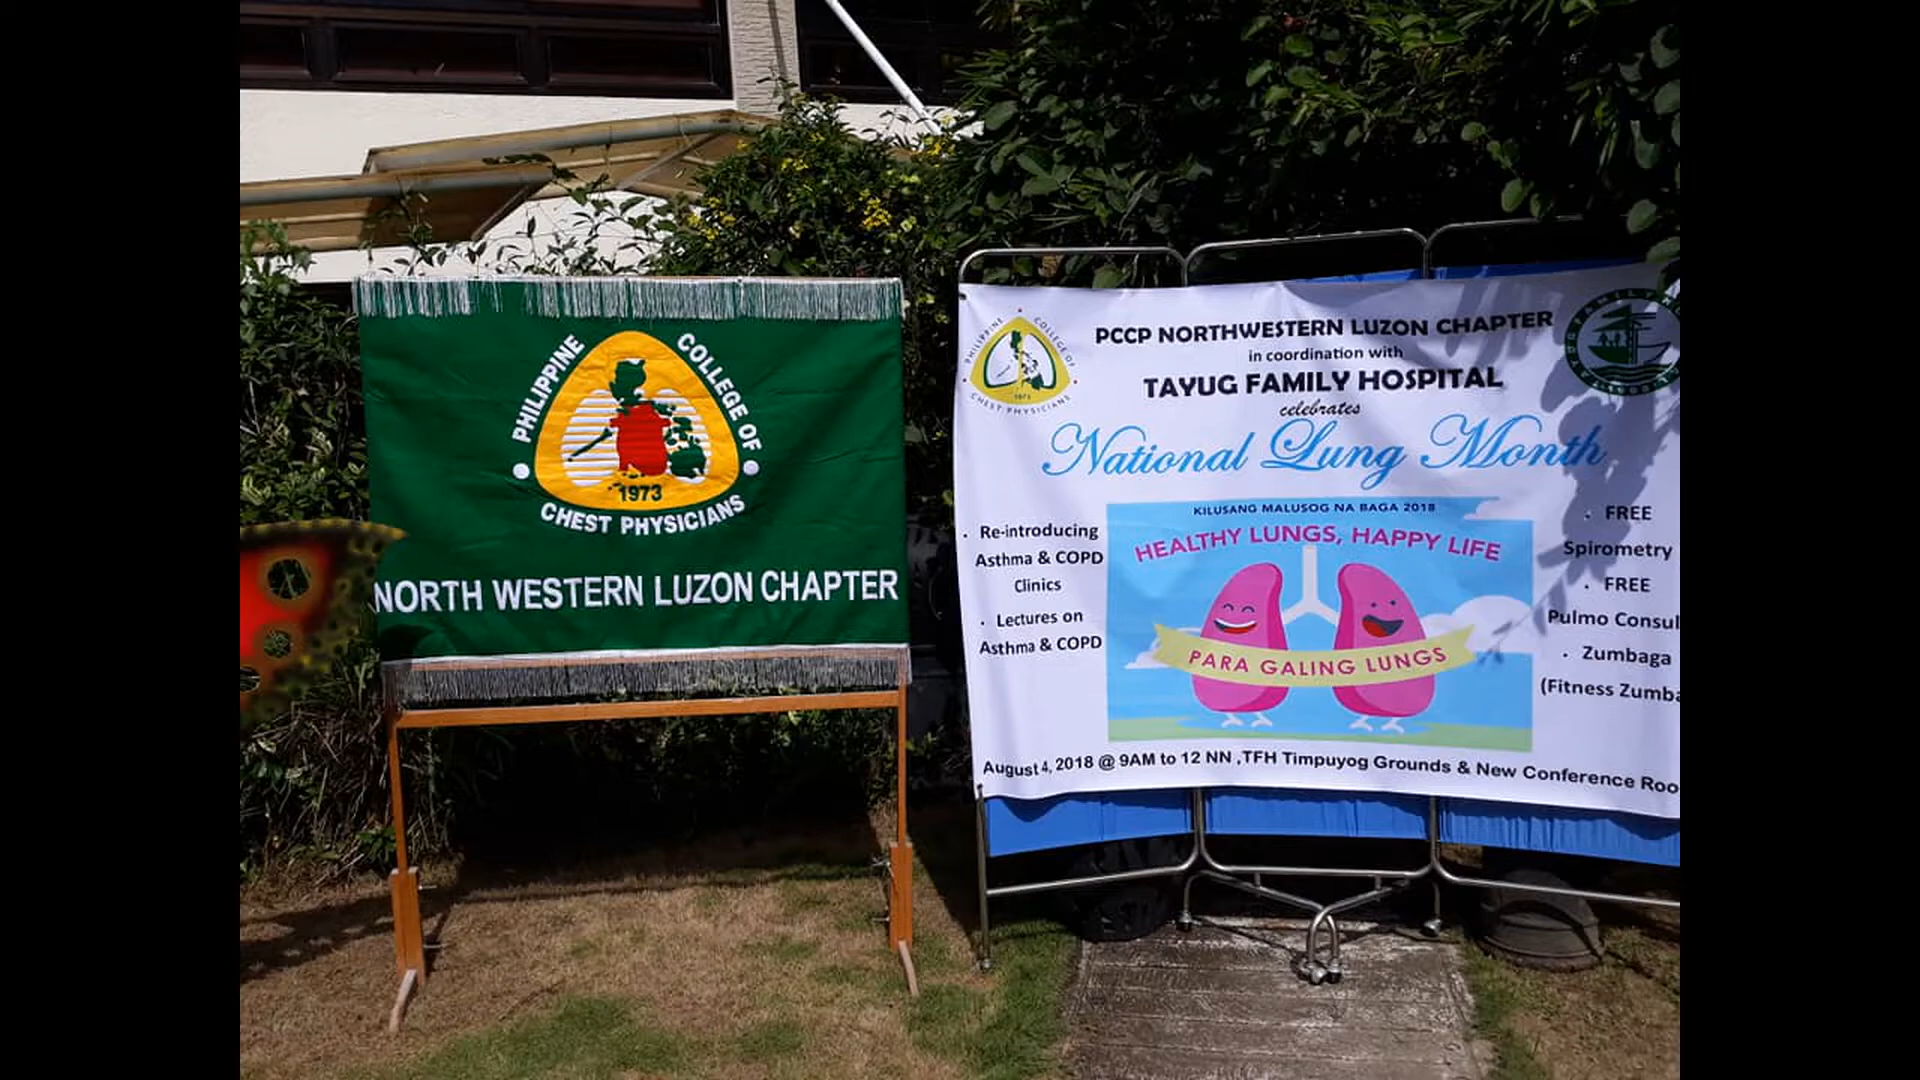 PHILIPPINE COLLEGE OF
1973
CHEST PHYSICIANS
NORTH WESTERN LUZON CHAPTER
PHILIPPINE COLLEGE OF
1973
CHEST PHYSICIANS
PCCP NORTHWESTERN LUZON CHAPTER
in coordination with
TAYUG FAMILY HOSPITAL
celebrates
National Lung Month
· Re-introducing
Asthma & COPD
Clinics
· Lectures on
Asthma & COPD
KILUSANG MALUSOG NA BAGA 2018
HEALTHY LUNGS, HAPPY LIFE
PARA GALING LUNGS
· FREE
Spirometry
· FREE
Pulmo Consul
· Zumbaga
(Fitness Zumba
August 4, 2018 @ 9AM to 12 NN ,TFH Timpuyog Grounds & New Conference Roo